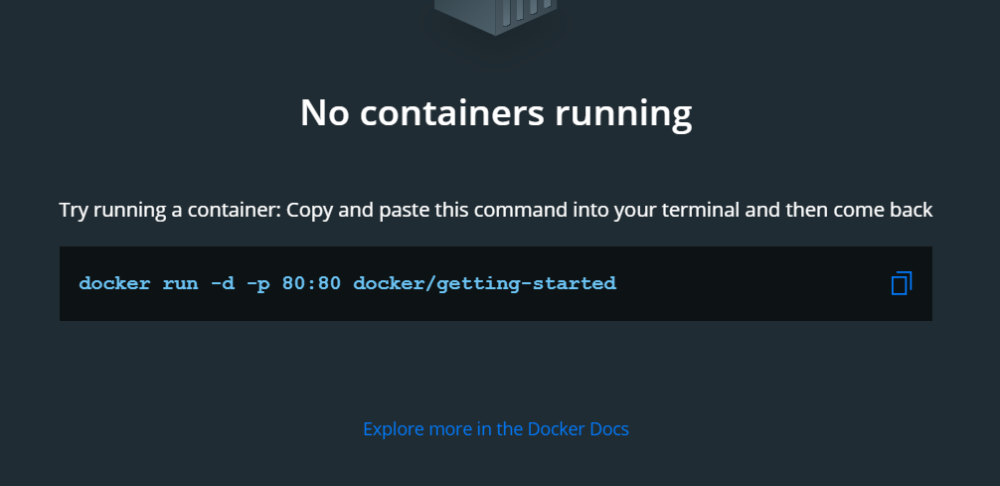 No containers running
Try running a container: Copy and paste this command into your terminal and then come back
docker run -d -p 80:80 docker/getting-started
Explore more in the Docker Docs